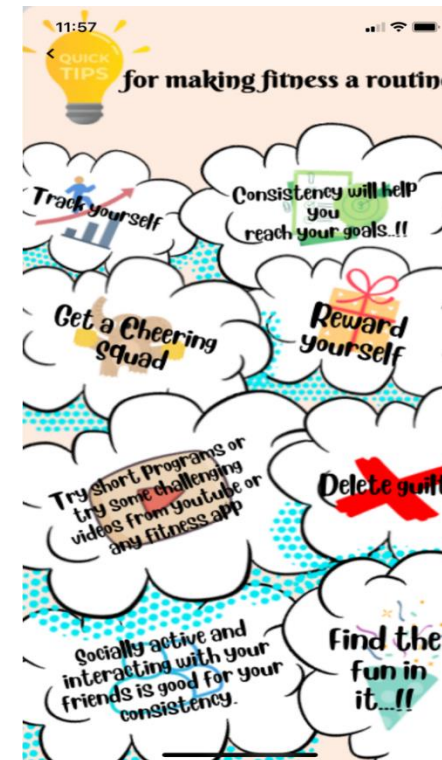 11:57
QUICK
TIPS
for making fitness a routin
Track yourself
Consistency will help
you
reach your goals..!!
Get a Cheering
squad
Reward
yourself
Try short Programs or
try some challenging
videos from youtube or
any fitness app
Delete guilt
Socially active and
interacting with your
friends is good for your
consistency.
Find the
fun in
it...!!